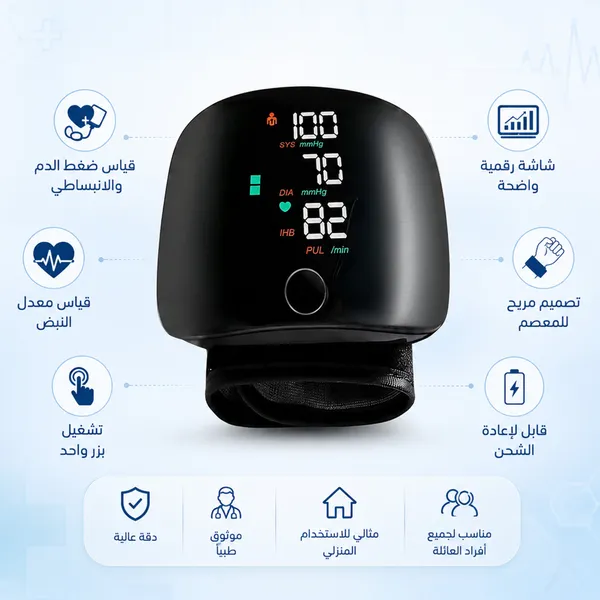 قياس ضغط الدم
والانبساطي
قياس معدل
النبض
تشغيل
بزر واحد
100
SYS mmHg
70
DIA mmHg
82
IHB
PUL /min
شاشة رقمية
واضحة
تصميم مريح
للمعصم
قابل لإعادة
الشحن
مناسب لجميع
أفراد العائلة
مثالي للاستخدام
المنزلي
موثوق
طبياً
دقة عالية